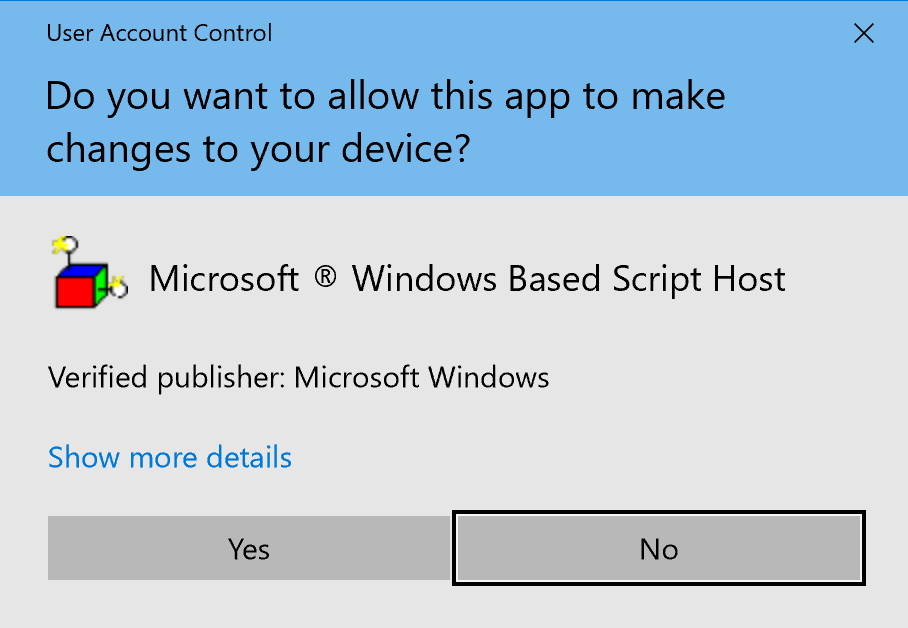 User Account Control
Do you want to allow this app to make
changes to your device?
Microsoft ® Windows Based Script Host
Verified publisher: Microsoft Windows
Show more details
Yes
No